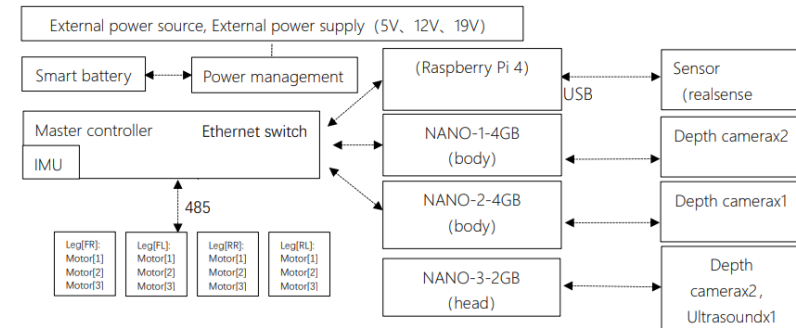 External power source, External power supply（5V、12V、19V）
Smart battery
Power management
(Raspberry Pi 4)
USB
Sensor
（realsense
Master controller
Ethernet switch
IMU
NANO-1-4GB
(body)
Depth camerax2
NANO-2-4GB
(body)
Depth camerax1
485
Leg[FR]:
Motor[1]
Motor[2]
Motor[3]
Leg[FL]:
Motor[1]
Motor[2]
Motor[3]
Leg[RR]:
Motor[1]
Motor[2]
Motor[3]
Leg[RL]:
Motor[1]
Motor[2]
Motor[3]
NANO-3-2GB
(head)
Depth
camerax2，
Ultrasoundx1